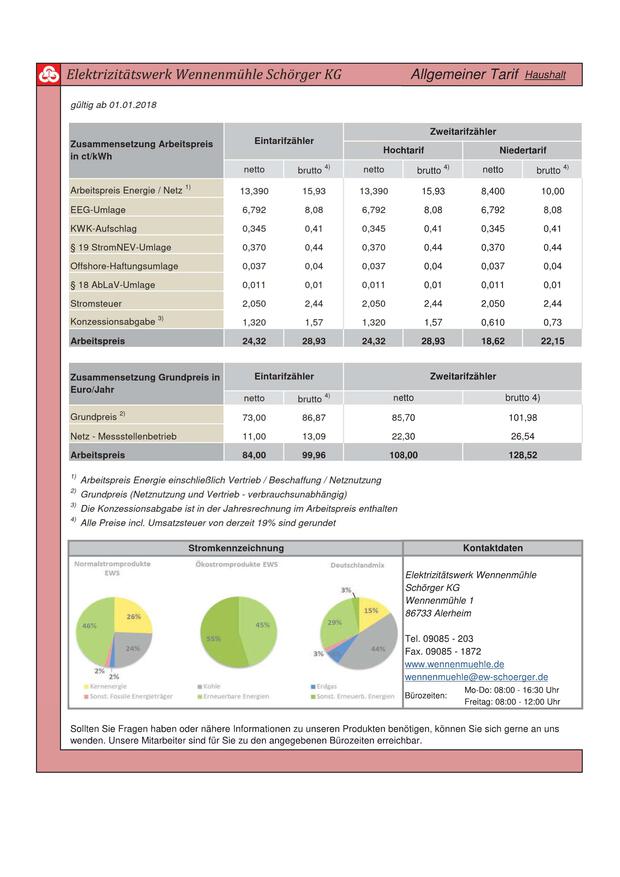 Elektrizitätswerk Wennenmühle Schörger KG Allgemeiner Tarif Haushalt
gültig ab 01.01.2018
Zusammensetzung Arbeitspreis in ct/kWh Eintarifzähler Zweitarifzähler
Hochtarif Niedertarif
netto brutto 4) netto brutto 4) netto brutto 4)
Arbeitspreis Energie / Netz 1) 13,390 15,93 13,390 15,93 8,400 10,00
EEG-Umlage 6,792 8,08 6,792 8,08 6,792 8,08
KWK-Aufschlag 0,345 0,41 0,345 0,41 0,345 0,41
§ 19 StromNEV-Umlage 0,370 0,44 0,370 0,44 0,370 0,44
Offshore-Haftungsumlage 0,037 0,04 0,037 0,04 0,037 0,04
§ 18 AbLaV-Umlage 0,011 0,01 0,011 0,01 0,011 0,01
Stromsteuer 2,050 2,44 2,050 2,44 2,050 2,44
Konzessionsabgabe 3) 1,320 1,57 1,320 1,57 0,610 0,73
Arbeitspreis 24,32 28,93 24,32 28,93 18,62 22,15
Zusammensetzung Grundpreis in Euro/Jahr Eintarifzähler Zweitarifzähler
netto brutto 4) netto brutto 4)
Grundpreis 2) 73,00 86,87 85,70 101,98
Netz - Messstellenbetrieb 11,00 13,09 22,30 26,54
Arbeitspreis 84,00 99,96 108,00 128,52
1) Arbeitspreis Energie einschließlich Vertrieb / Beschaffung / Netznutzung
2) Grundpreis (Netznutzung und Vertrieb - verbrauchsunabhängig)
3) Die Konzessionsabgabe ist in der Jahresrechnung im Arbeitspreis enthalten
4) Alle Preise incl. Umsatzsteuer von derzeit 19% sind gerundet
Stromkennzeichnung Kontaktdaten
Normalstromprodukte EWS
26%
24%
2%
2%
46%
Ökostromprodukte EWS
45%
55%
Deutschlandmix
3%
15%
44%
3%
29%
Kernenergie Kohle Erdgas
Sonst. Fossile Energieträger Erneuerbare Energien Sonst. Erneuerb. Energien
Elektrizitätswerk Wennenmühle
Schörger KG
Wennenmühle 1
86733 Alerheim
Tel. 09085 - 203
Fax. 09085 - 1872
www.wennenmuehle.de
wennenmuehle@ew-schoerger.de
Bürozeiten: Mo-Do: 08:00 - 16:30 Uhr
Freitag: 08:00 - 12:00 Uhr
Sollten Sie Fragen haben oder nähere Informationen zu unseren Produkten benötigen, können Sie sich gerne an uns
wenden. Unsere Mitarbeiter sind für Sie zu den angegebenen Bürozeiten erreichbar.